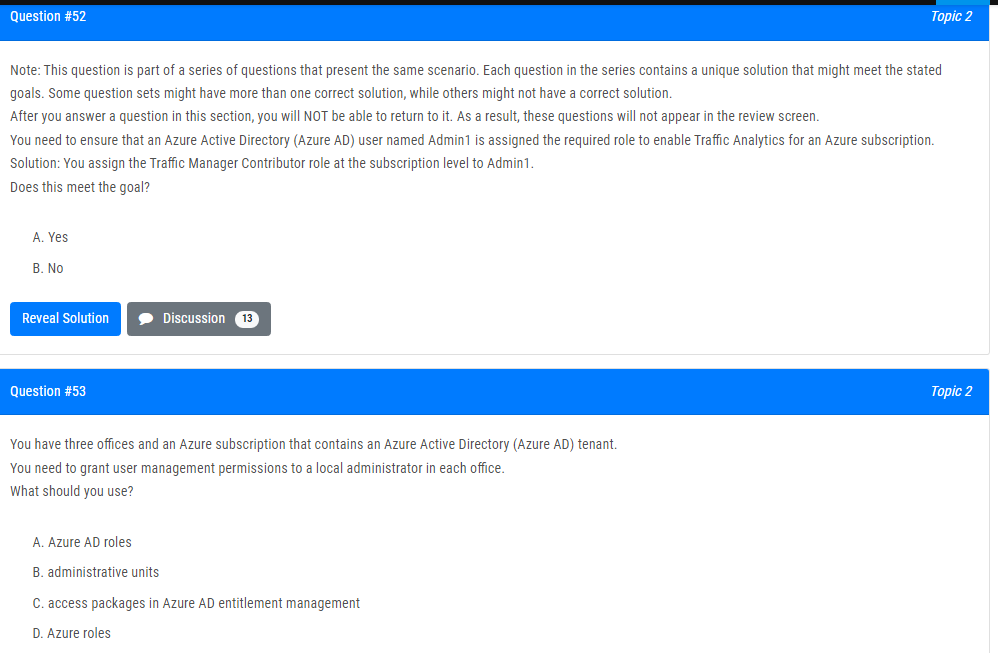 Question #52
Topic 2
Note: This question is part of a series of questions that present the same scenario. Each question in the series contains a unique solution that might meet the stated
goals. Some question sets might have more than one correct solution, while others might not have a correct solution.
After you answer a question in this section, you will NOT be able to return to it. As a result, these questions will not appear in the review screen.
You need to ensure that an Azure Active Directory (Azure AD) user named Admin1 is assigned the required role to enable Traffic Analytics for an Azure subscription.
Solution: You assign the Traffic Manager Contributor role at the subscription level to Admin1.
Does this meet the goal?
A. Yes
B. No
Reveal Solution
Discussion 13
Question #53
Topic 2
You have three offices and an Azure subscription that contains an Azure Active Directory (Azure AD) tenant.
You need to grant user management permissions to a local administrator in each office.
What should you use?
A. Azure AD roles
B. administrative units
C. access packages in Azure AD entitlement management
D. Azure roles